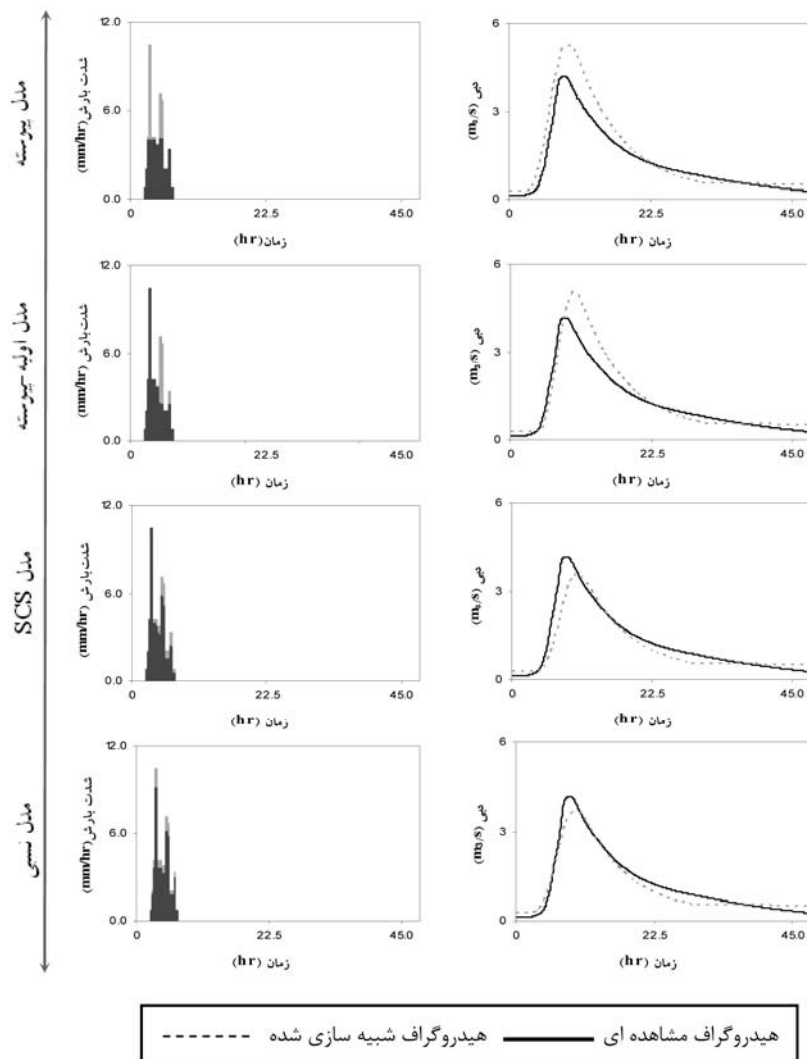 مدل پیوسته
12.0
6.0
0.0
شدت بارش (mm/hr)
0
22.5
45.0
زمان (hr)
6
3
0
دبی (m3/s)
0
22.5
45.0
زمان (hr)
مدل اولیه-پیوسته
12.0
6.0
0.0
شدت بارش (mm/hr)
0
22.5
45.0
زمان (hr)
6
3
0
دبی (m3/s)
0
22.5
45.0
زمان (hr)
مدل SCS
12.0
6.0
0.0
شدت بارش (mm/hr)
0
22.5
45.0
زمان (hr)
6
3
0
دبی (m3/s)
0
22.5
45.0
زمان (hr)
مدل نسبی
12.0
6.0
0.0
شدت بارش (mm/hr)
0
22.5
45.0
زمان (hr)
6
3
0
دبی (m3/s)
0
22.5
45.0
زمان (hr)
هیدروگراف مشاهده ای
هیدروگراف شبیه سازی شده